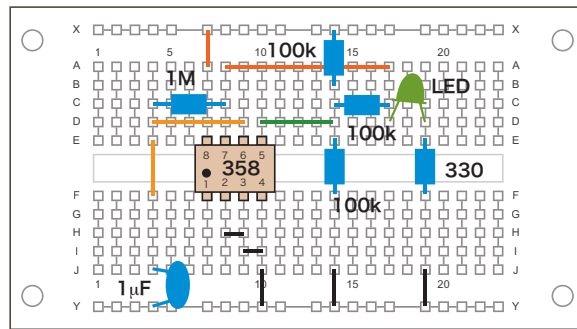 X X
1 5 10 15 20
A 100k A
B 1M LED B
C C
D 100k D
E E
8 7 6 5
358 330
1 2 3 4
F 100k F
G G
H H
I I
J J
1 1μF 10 15 20
Y Y